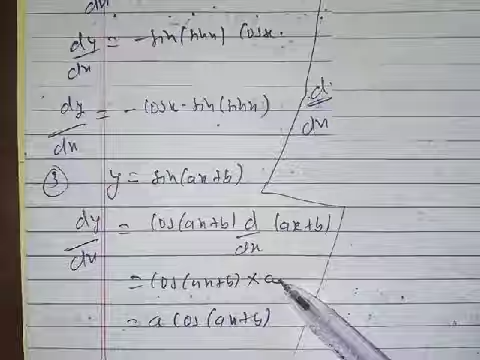 dx
dy/dx = -sin(sinx) cosx.
dy/dx = -cosx. sin(sinx)
d/dx
③ y = sin(ax+b)
dy/dx = cos(ax+b) d/dx (ax+b)
= cos(ax+b) × a
= a cos(ax+b)